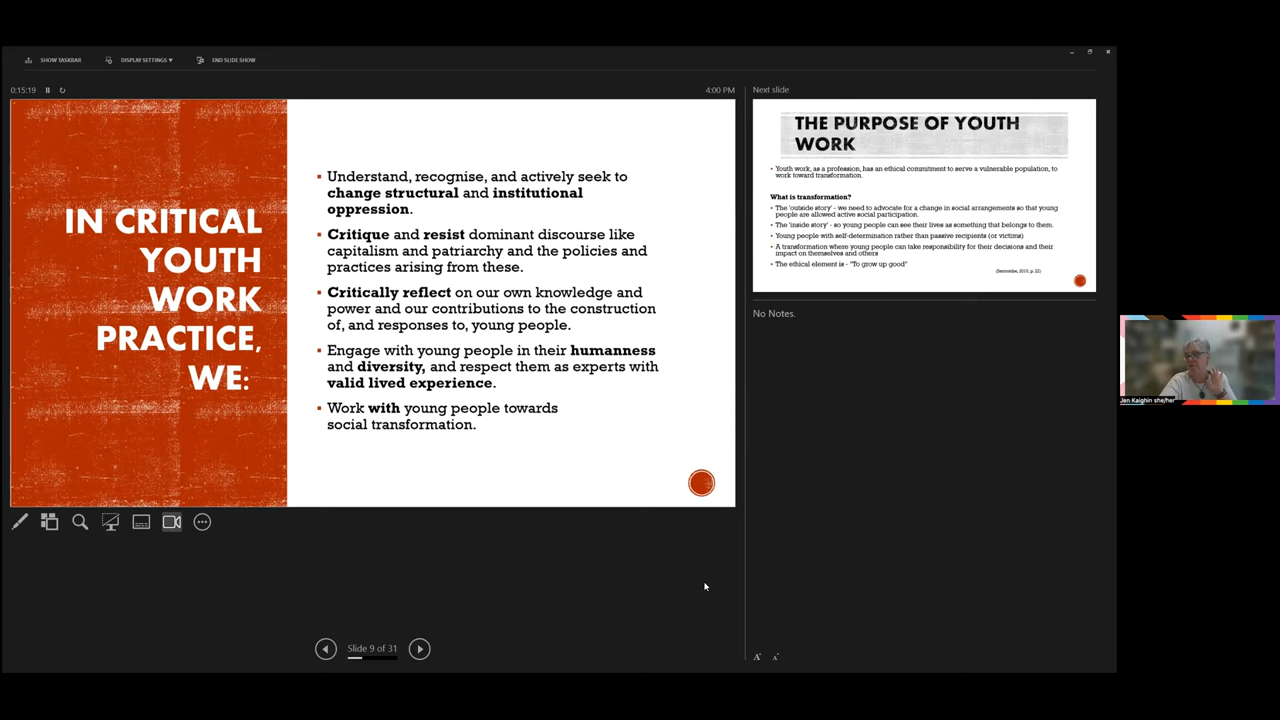 SHOW TASKBAR
DISPLAY SETTINGS ▼
END SLIDE SHOW
0:15:19
4:00 PM
IN CRITICAL
YOUTH
WORK
PRACTICE,
WE:
▪ Understand, recognise, and actively seek to
change structural and institutional
oppression.
▪ Critique and resist dominant discourse like
capitalism and patriarchy and the policies and
practices arising from these.
▪ Critically reflect on our own knowledge and
power and our contributions to the construction
of, and responses to, young people.
▪ Engage with young people in their humanness
and diversity, and respect them as experts with
valid lived experience.
▪ Work with young people towards
social transformation.
Slide 9 of 31
Next slide
THE PURPOSE OF YOUTH
WORK
▪ Youth work, as a profession, has an ethical commitment to serve a vulnerable population, to
work toward transformation.
What is transformation?
▪ The 'outside story' - we need to advocate for a change in social arrangements so that young
people are allowed active social participation.
▪ The 'inside story' - so young people can see their lives as something that belongs to them.
▪ Young people with self-determination rather than passive recipients (or victims)
▪ A transformation where young people can take responsibility for their decisions and their
impact on themselves and others
▪ The ethical element is - "To grow up good"
2010, p. 22)
No Notes.
A A
Jen Kaighin she/her